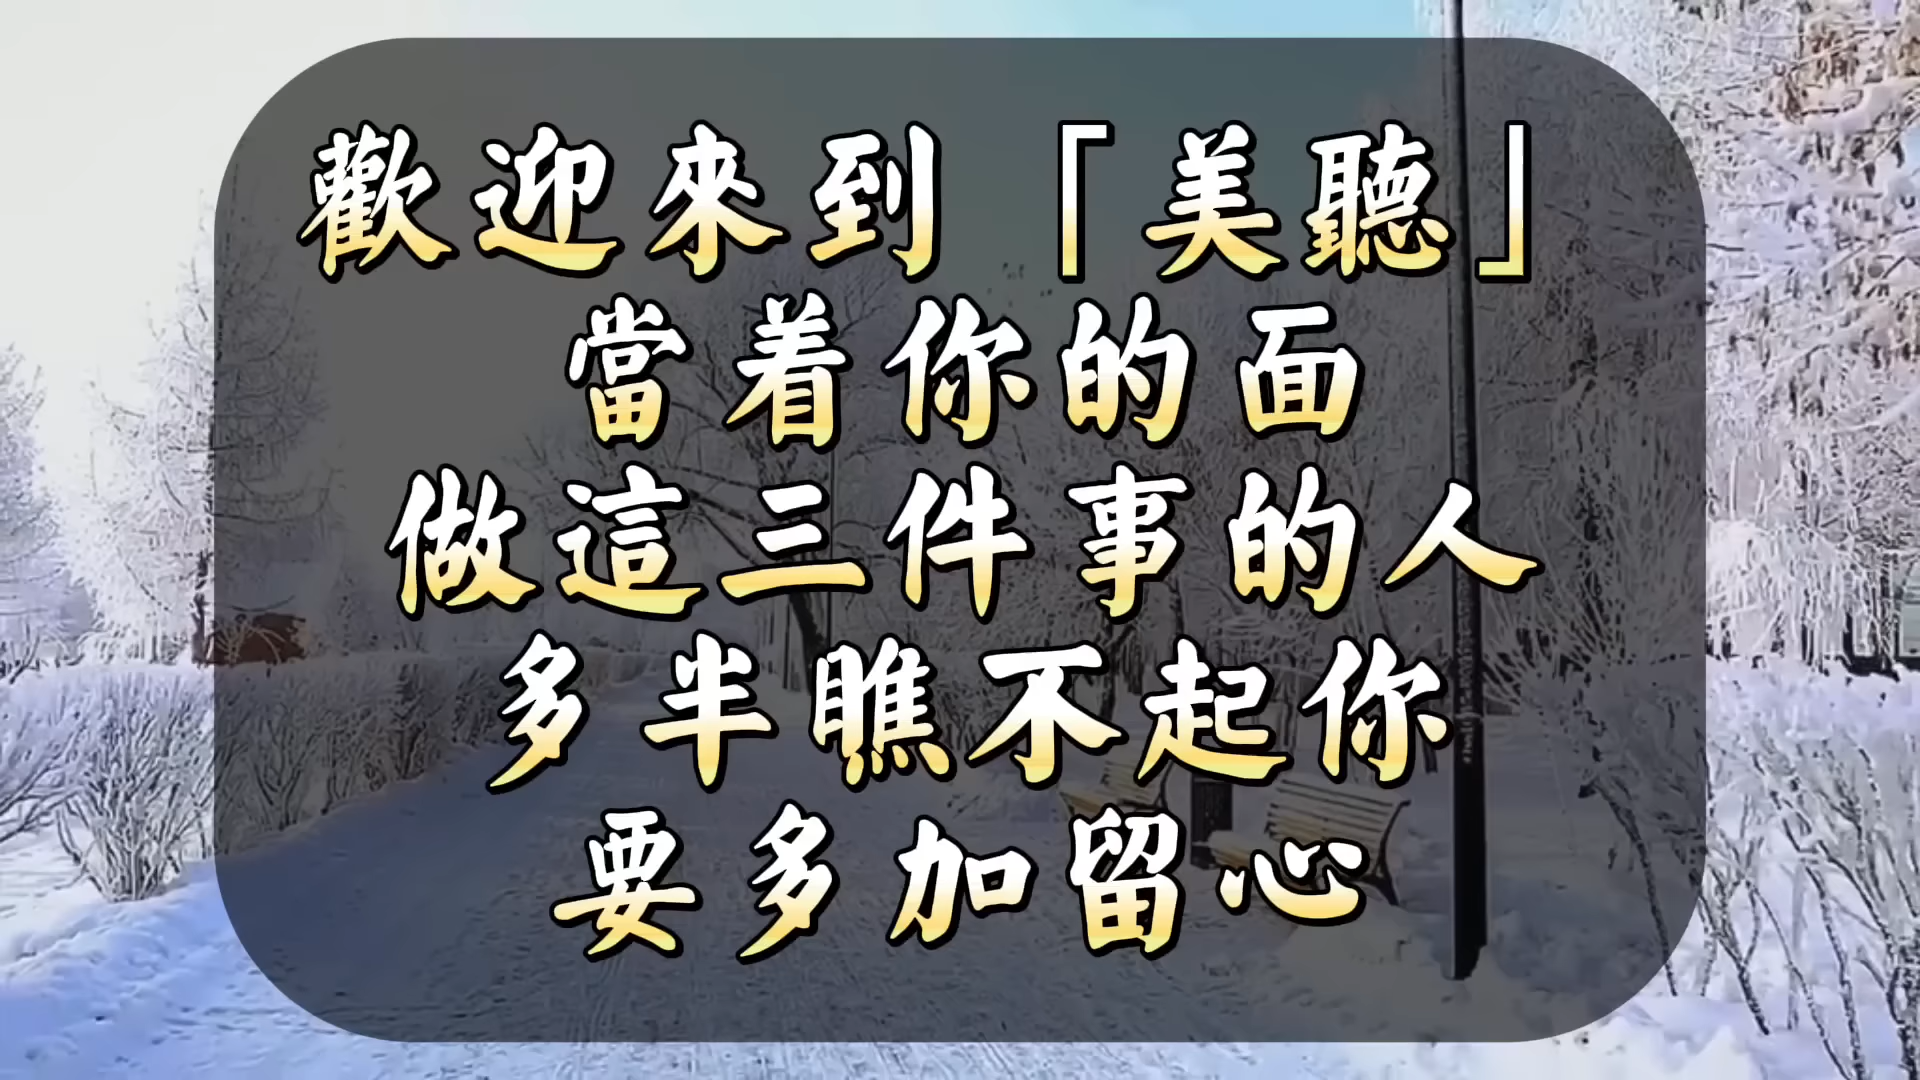 歡迎來到「美聽」
當着你的面
做這三件事的人
多半瞧不起你
要多加留心